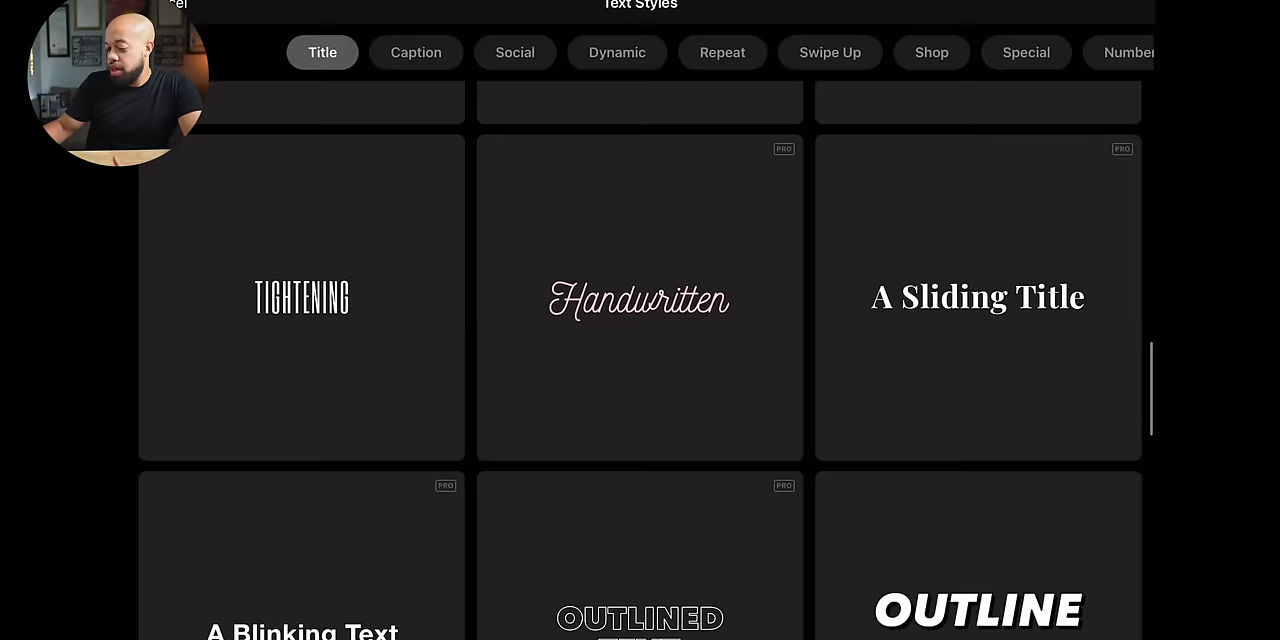 Text Styles
Title Caption Social Dynamic Repeat Swipe Up Shop Special Number
PRO PRO
TIGHTENING Handwritten A Sliding Title
PRO PRO
A Blinking Text OUTLINED OUTLINE